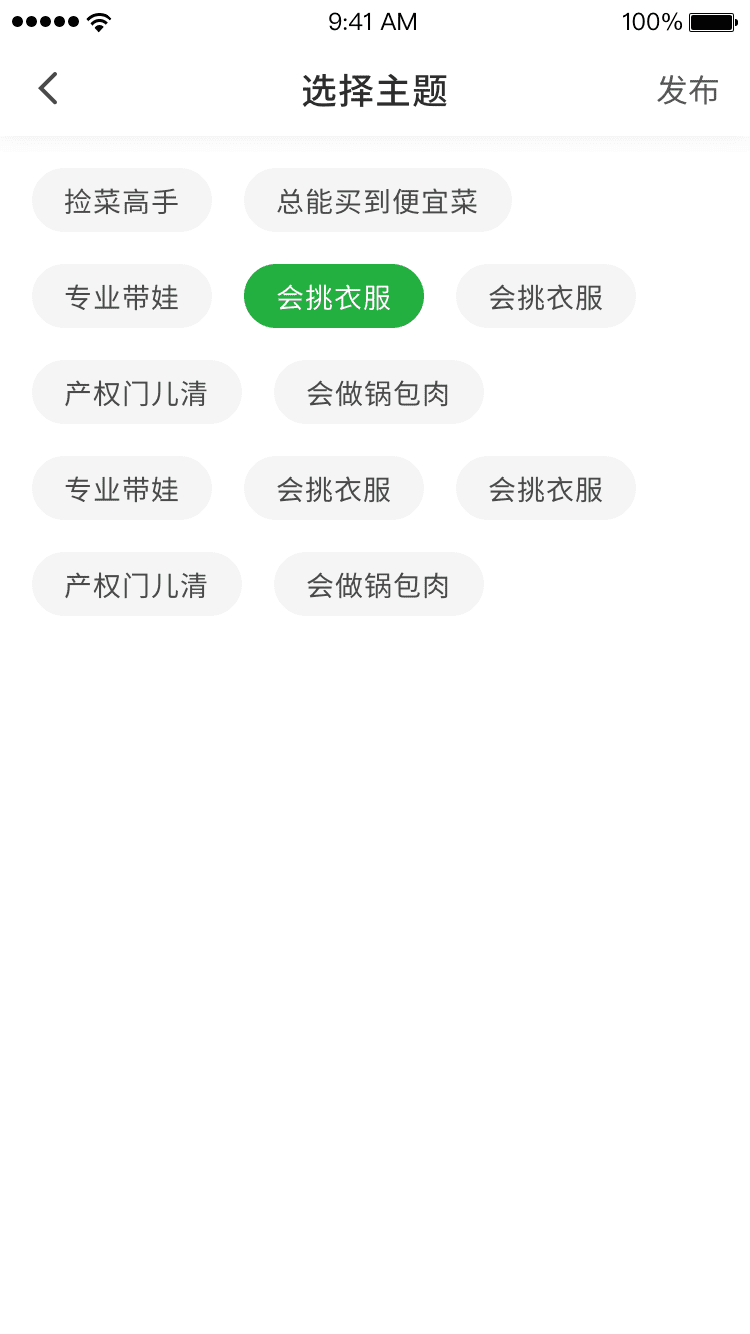 9:41 AM 100%
选择主题 发布
捡菜高手 总能买到便宜菜
专业带娃 会挑衣服 会挑衣服
产权门儿清 会做锅包肉
专业带娃 会挑衣服 会挑衣服
产权门儿清 会做锅包肉